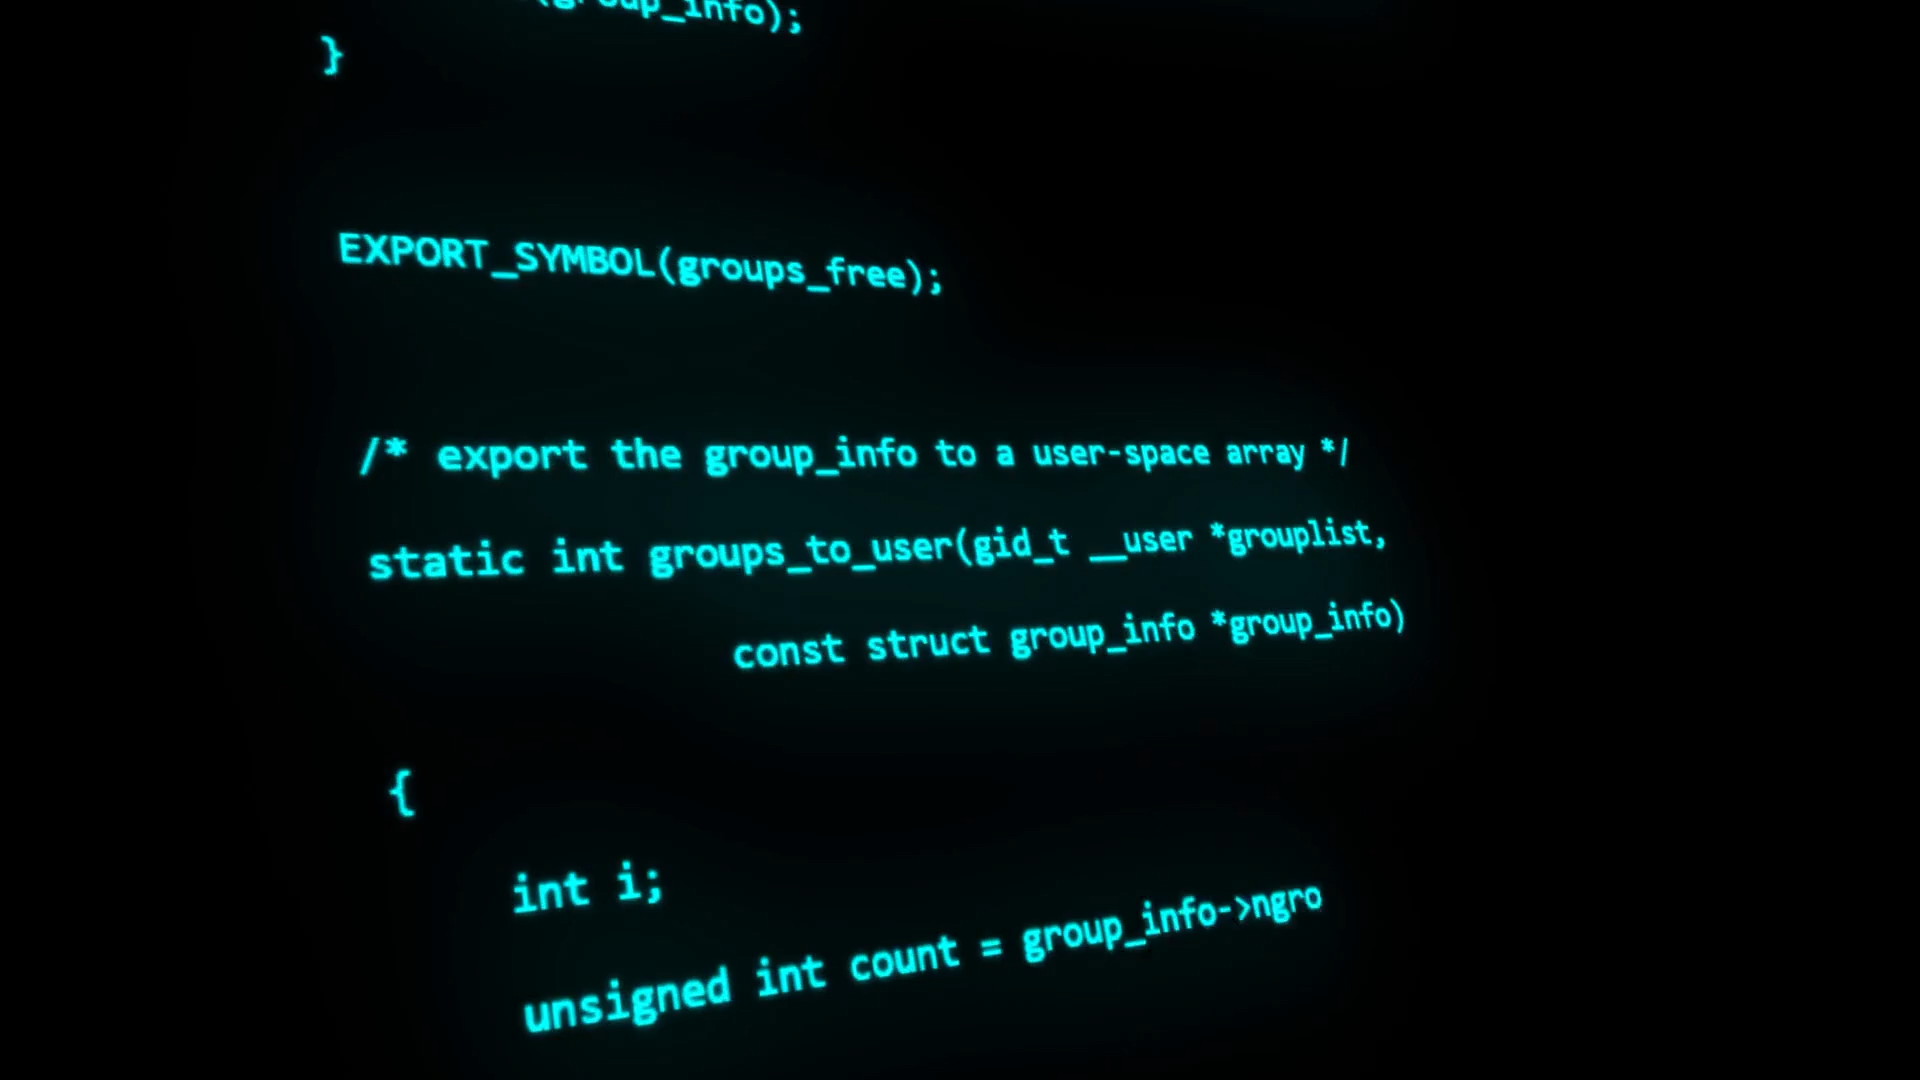 group_info);
}
EXPORT_SYMBOL(groups_free);
/* export the group_info to a user-space array */
static int groups_to_user(gid_t __user *grouplist,
const struct group_info *group_info)
{
int i;
unsigned int count = group_info->ngro